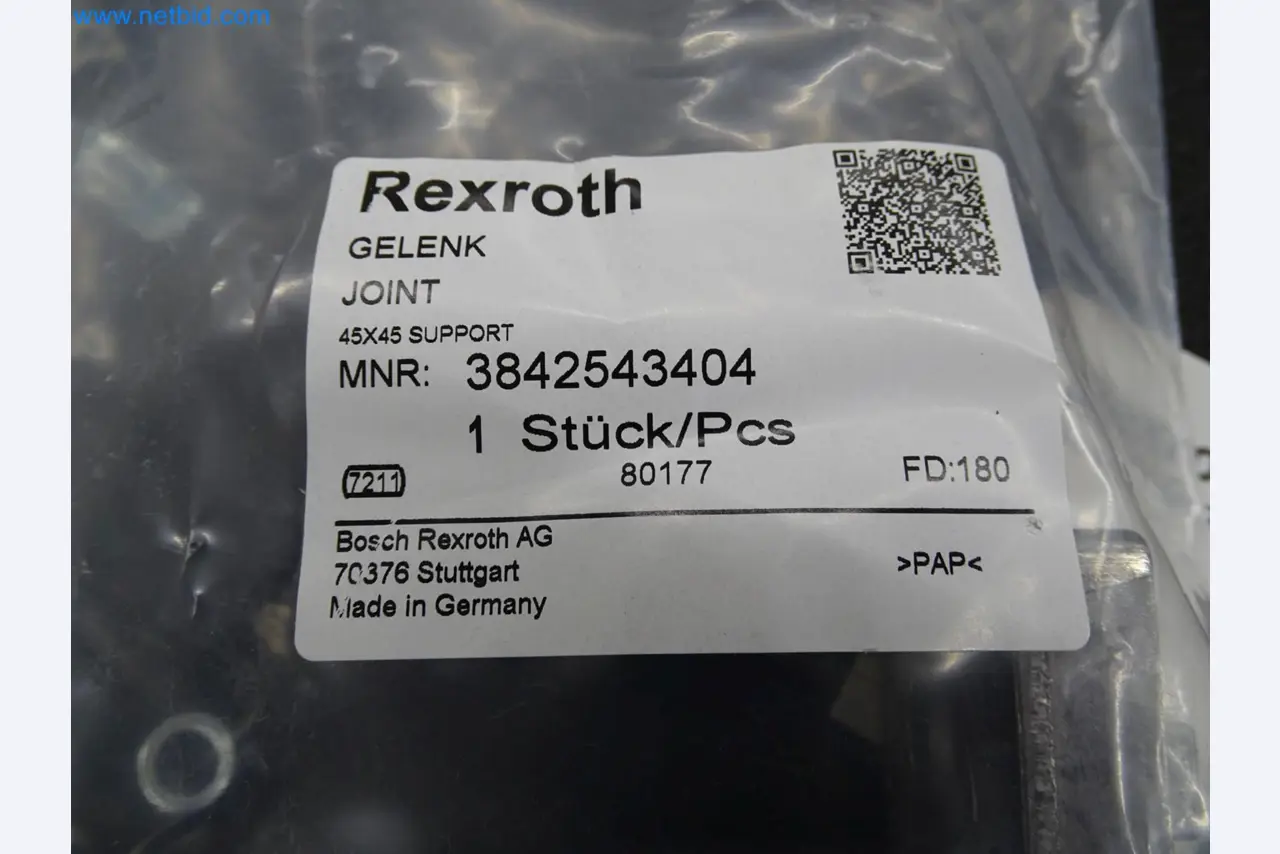 www.netbid.com
Rexroth
GELENK
JOINT
45X45 SUPPORT
MNR: 3842543404
1 Stück/Pcs
7211 80177 FD:180
Bosch Rexroth AG
70376 Stuttgart
>PAP<
Made in Germany